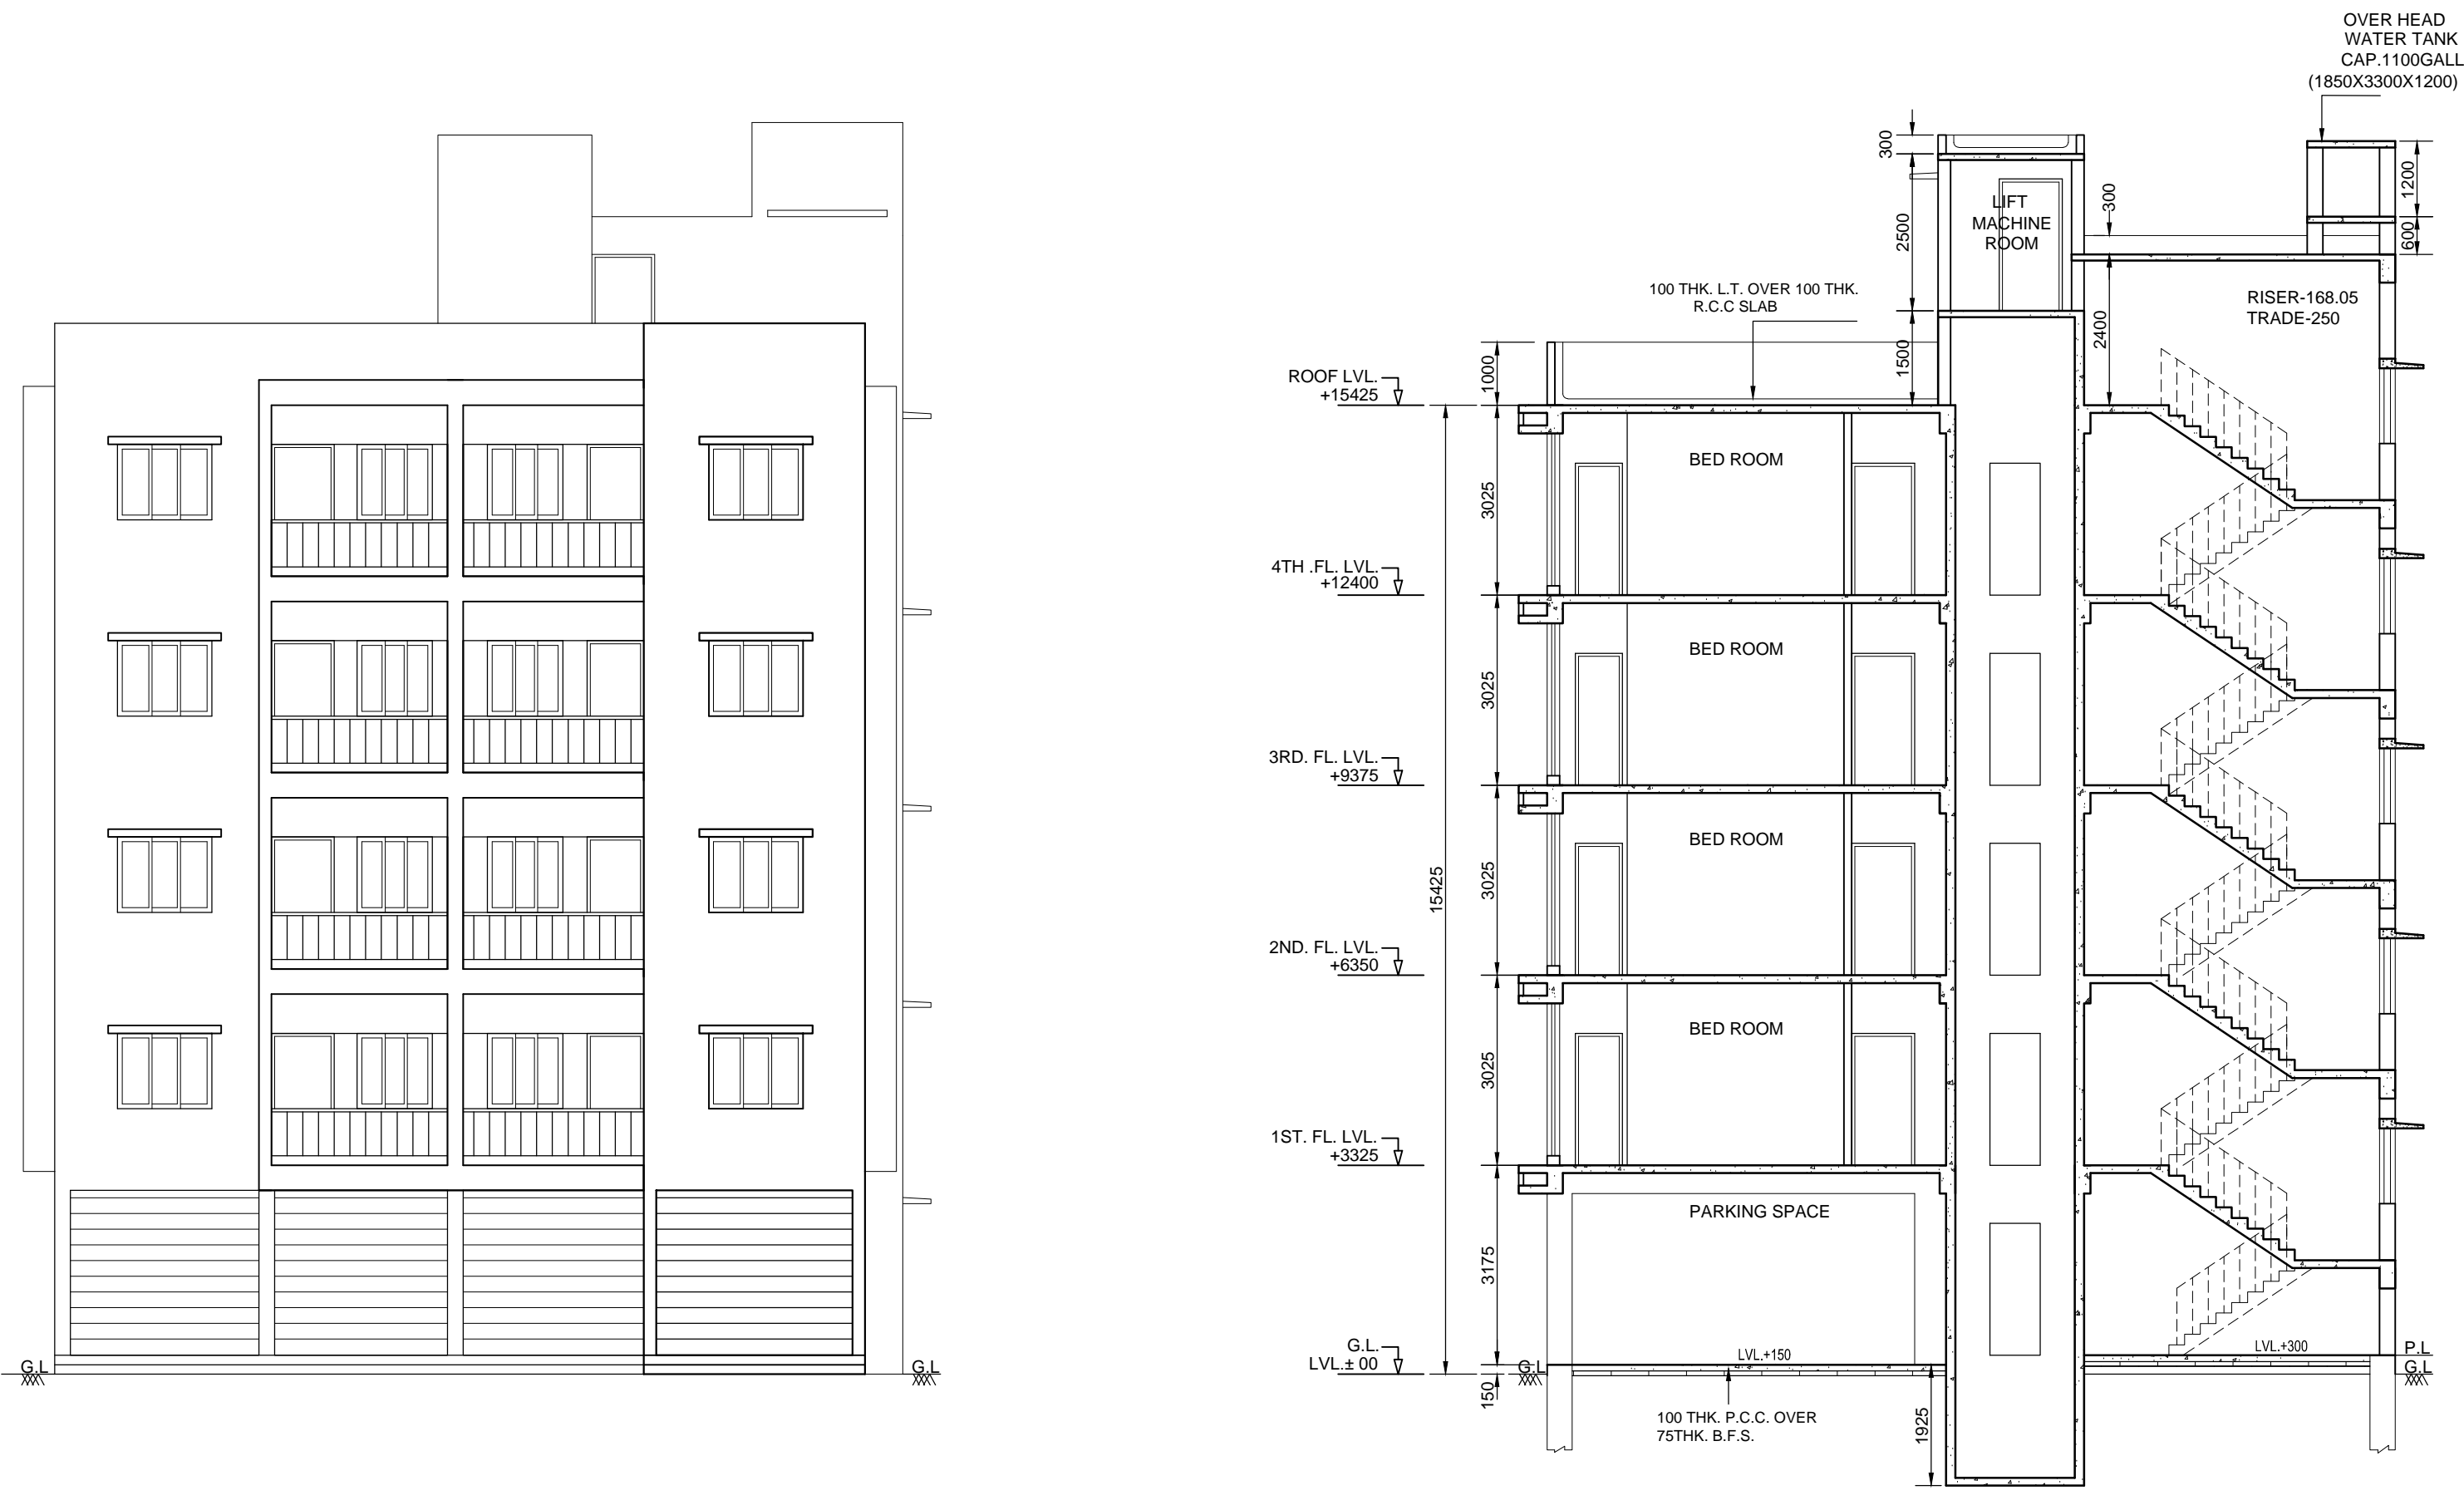 OVER HEAD
WATER TANK
CAP.1100GALL
(1850X3300X1200)
300
1200
600
300
LIFT
MACHINE
ROOM
2500
RISER-168.05
TRADE-250
100 THK. L.T. OVER 100 THK.
R.C.C SLAB
2400
1500
1000
ROOF LVL.
+15425
BED ROOM
3025
4TH .FL. LVL.
+12400
BED ROOM
3025
3RD. FL. LVL.
+9375
BED ROOM
3025
15425
2ND. FL. LVL.
+6350
BED ROOM
3025
1ST. FL. LVL.
+3325
PARKING SPACE
3175
G.L.
LVL.± 00
LVL.+150
LVL.+300
P.L
G.L
G.L
G.L
G.L
150
100 THK. P.C.C. OVER
75THK. B.F.S.
1925